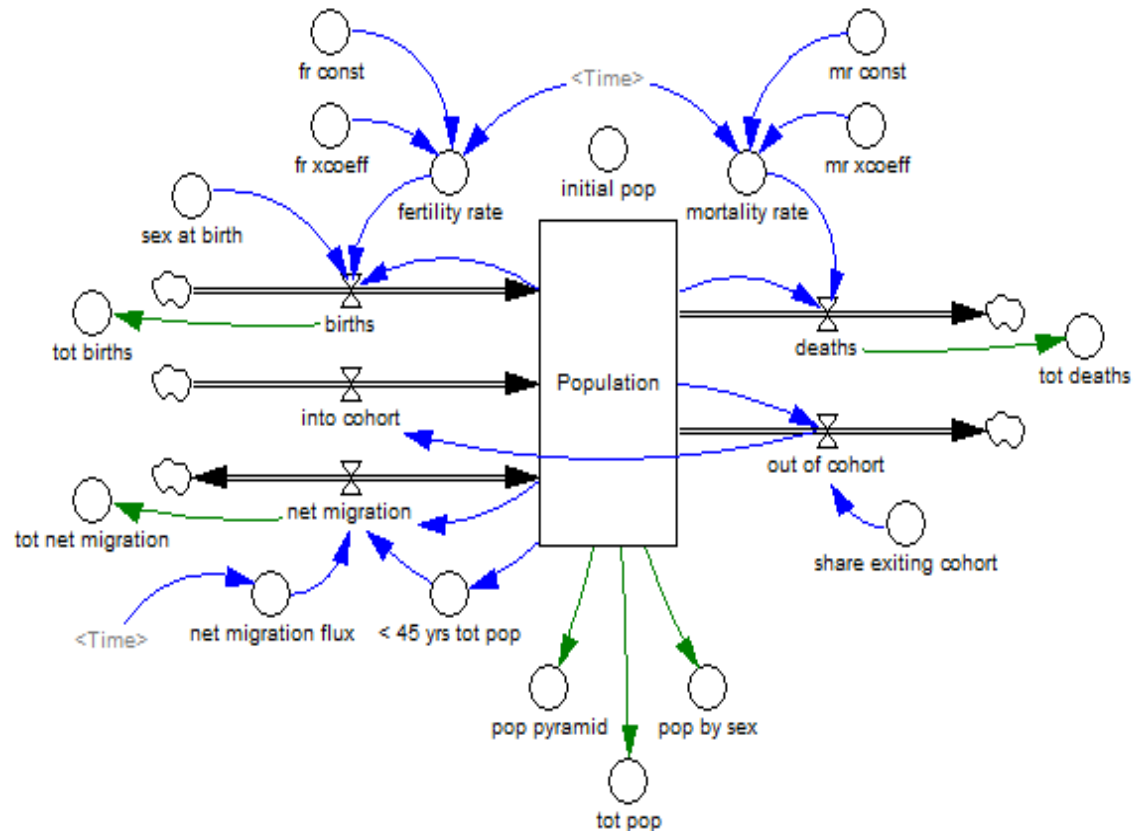 fr const
<Time>
mr const
fr xcoeff
initial pop
mr xcoeff
fertility rate
mortality rate
sex at birth
births
deaths
tot births
tot deaths
Population
into cohort
out of cohort
net migration
tot net migration
share exiting cohort
<Time>
net migration flux
< 45 yrs tot pop
pop pyramid
pop by sex
tot pop